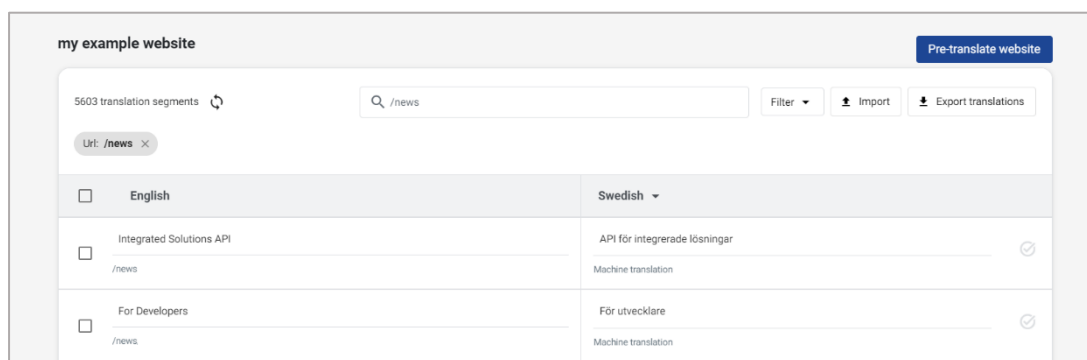 my example website
Pre-translate website
5603 translation segments
/news
Filter
Import
Export translations
Url: /news
English
Swedish
Integrated Solutions API
API för integrerade lösningar
/news
Machine translation
For Developers
För utvecklare
/news
Machine translation